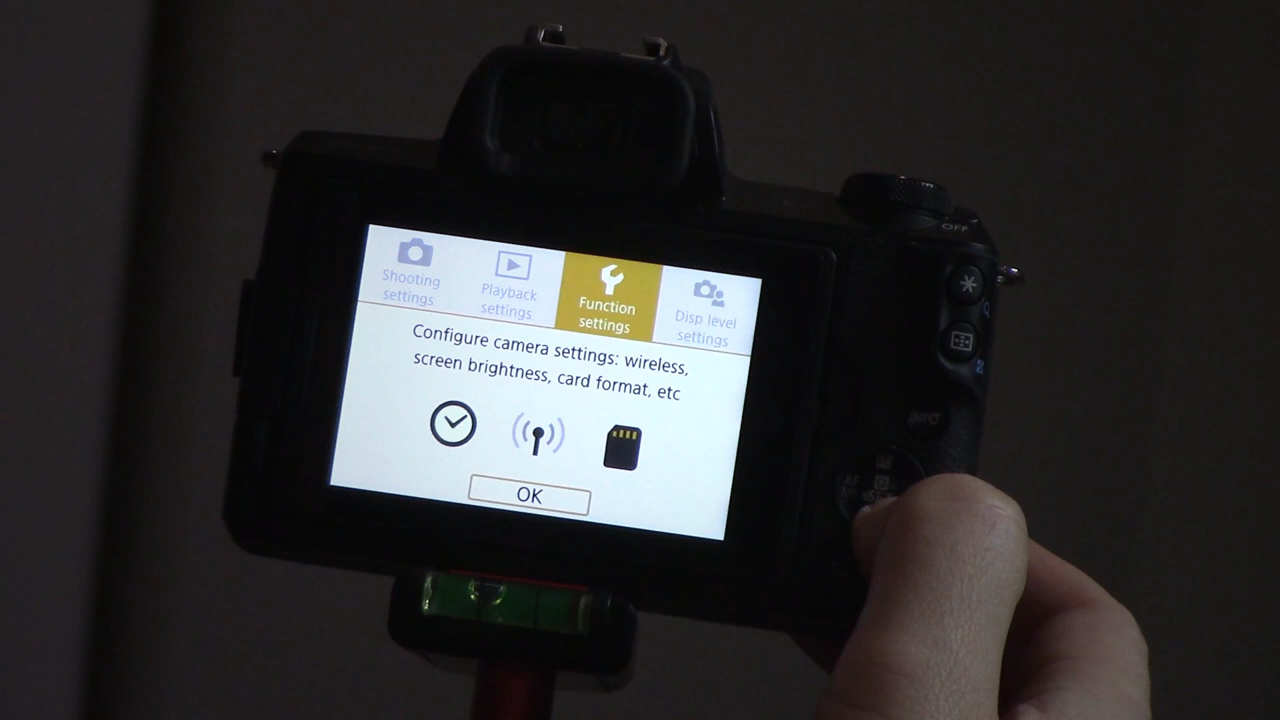 OFF
Shooting
settings
Playback
settings
Function
settings
Disp level
settings
Configure camera settings: wireless,
screen brightness, card format, etc
INFO
AF
OK